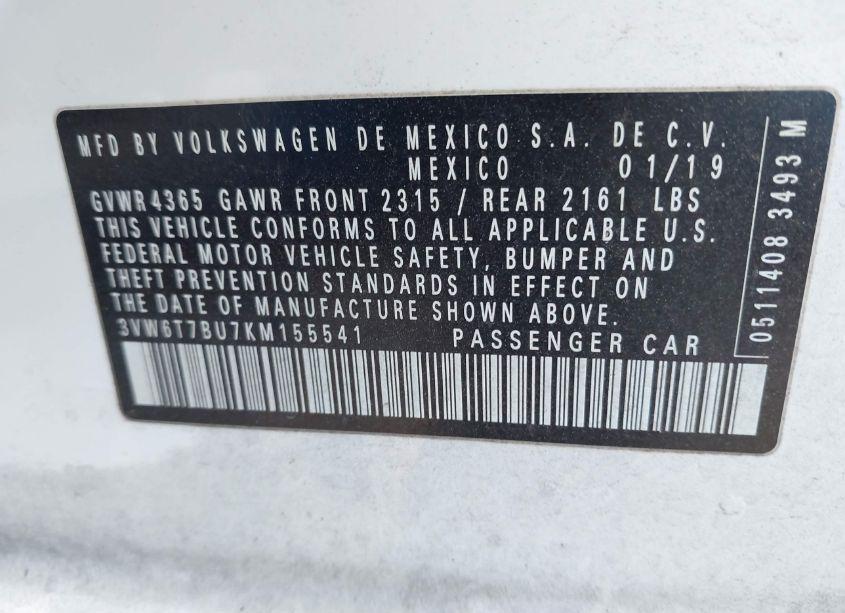 MFD BY VOLKSWAGEN DE MEXICO S.A. DE C.V.
MEXICO 01/19
GVWR 4365 GAWR FRONT 2315 / REAR 2161 LBS
THIS VEHICLE CONFORMS TO ALL APPLICABLE U.S.
FEDERAL MOTOR VEHICLE SAFETY, BUMPER AND
THEFT PREVENTION STANDARDS IN EFFECT ON
THE DATE OF MANUFACTURE SHOWN ABOVE.
3VW6T7BU7KM155541 PASSENGER CAR
0511408 3493 M